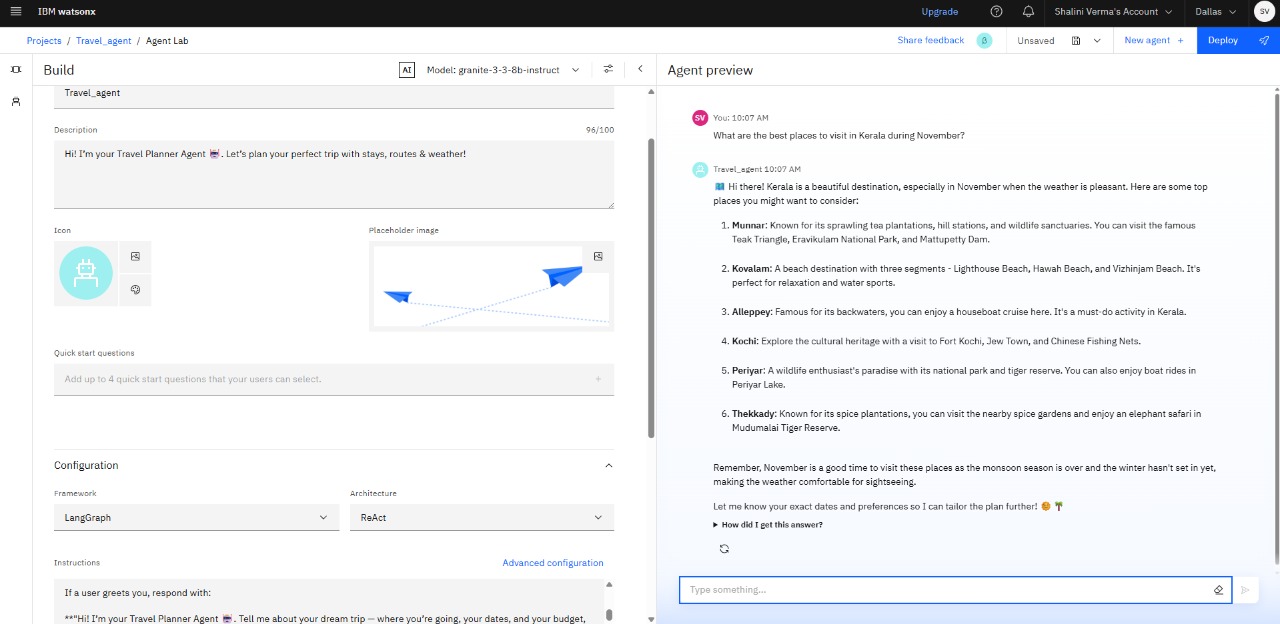 IBM watsonx
Upgrade
Shalini Verma's Account
Dallas
SV
Projects / Travel_agent / Agent Lab
Share feedback
β
Unsaved
New agent +
Deploy
Build
AI
Model: granite-3-3-8b-instruct
Agent preview
Travel_agent
Description
96/100
Hi! I'm your Travel Planner Agent 👼. Let's plan your perfect trip with stays, routes & weather!
Icon
Placeholder image
Quick start questions
Add up to 4 quick start questions that your users can select.
+
Configuration
Framework
Architecture
LangGraph
ReAct
Instructions
Advanced configuration
If a user greets you, respond with:
**"Hi! I'm your Travel Planner Agent. Tell me about your dream trip — where you're going, your dates, and your budget,
SV
You: 10:07 AM
What are the best places to visit in Kerala during November?
Travel_agent 10:07 AM
🗺️ Hi there! Kerala is a beautiful destination, especially in November when the weather is pleasant. Here are some top
places you might want to consider:
1. Munnar: Known for its sprawling tea plantations, hill stations, and wildlife sanctuaries. You can visit the famous
Teak Triangle, Eravikulam National Park, and Mattupetty Dam.
2. Kovalam: A beach destination with three segments - Lighthouse Beach, Hawah Beach, and Vizhinjam Beach. It's
perfect for relaxation and water sports.
3. Alleppey: Famous for its backwaters, you can enjoy a houseboat cruise here. It's a must-do activity in Kerala.
4. Kochi: Explore the cultural heritage with a visit to Fort Kochi, Jew Town, and Chinese Fishing Nets.
5. Periyar: A wildlife enthusiast's paradise with its national park and tiger reserve. You can also enjoy boat rides in
Periyar Lake.
6. Thekkady: Known for its spice plantations, you can visit the nearby spice gardens and enjoy an elephant safari in
Mudumalai Tiger Reserve.
Remember, November is a good time to visit these places as the monsoon season is over and the winter hasn't set in yet,
making the weather comfortable for sightseeing.
Let me know your exact dates and preferences so I can tailor the plan further! 😊 🌴
How did I get this answer?
Type something...